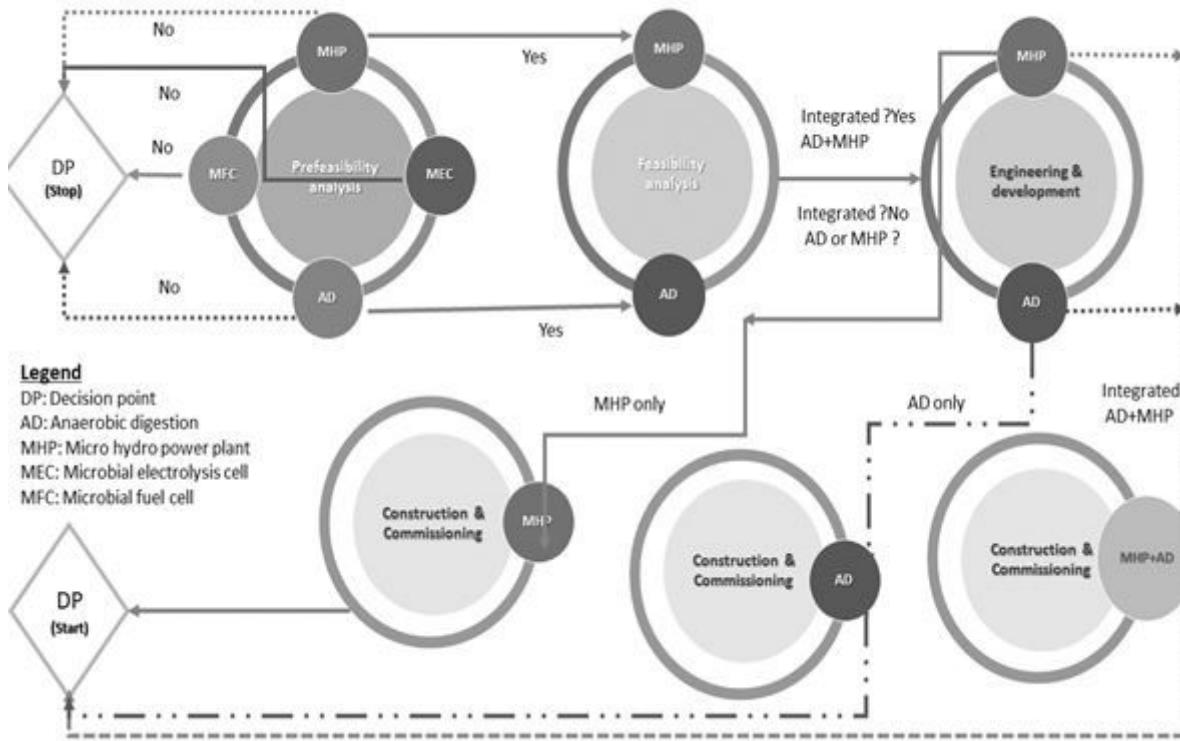 No
MHP
Yes
MHP
MHP
No
Integrated ?Yes
AD+MHP
DP
(Stop)
No
MFC
Prefeasibility
analysis
MEC
Feasibility
analysis
Engineering &
development
Integrated ?No
AD or MHP ?
No
AD
Yes
AD
AD
Legend
DP: Decision point
AD: Anaerobic digestion
MHP: Micro hydro power plant
MEC: Microbial electrolysis cell
MFC: Microbial fuel cell
MHP only
AD only
Integrated
AD+MHP
Construction &
Commissioning
MHP
Construction &
Commissioning
AD
Construction &
Commissioning
MHP+AD
DP
(Start)